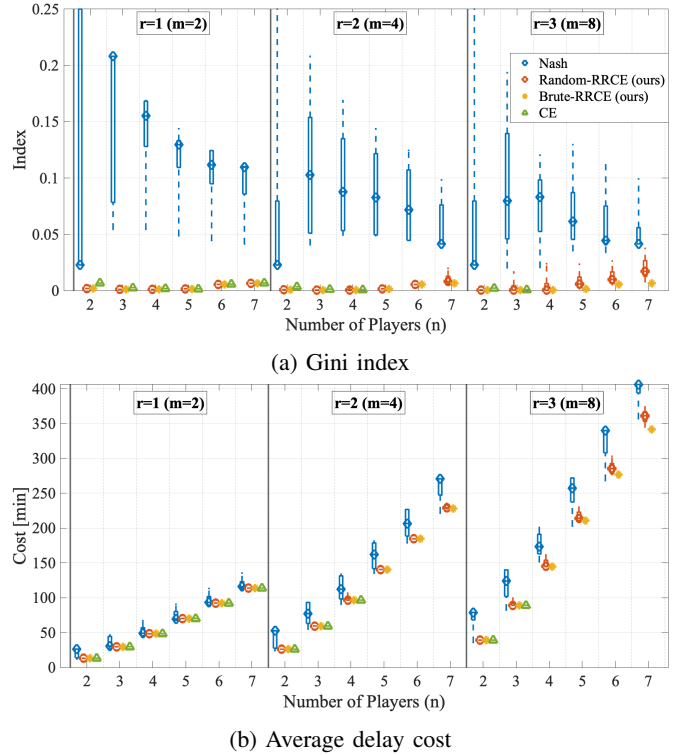 0.25
0.2
0.15
0.1
0.05
0
Index
r=1 (m=2)
r=2 (m=4)
r=3 (m=8)
Nash
Random-RRCE (ours)
Brute-RRCE (ours)
CE
2 3 4 5 6 7 2 3 4 5 6 7 2 3 4 5 6 7
Number of Players (n)
(a) Gini index
400
350
300
250
200
150
100
50
0
Cost [min]
r=1 (m=2)
r=2 (m=4)
r=3 (m=8)
2 3 4 5 6 7 2 3 4 5 6 7 2 3 4 5 6 7
Number of Players (n)
(b) Average delay cost